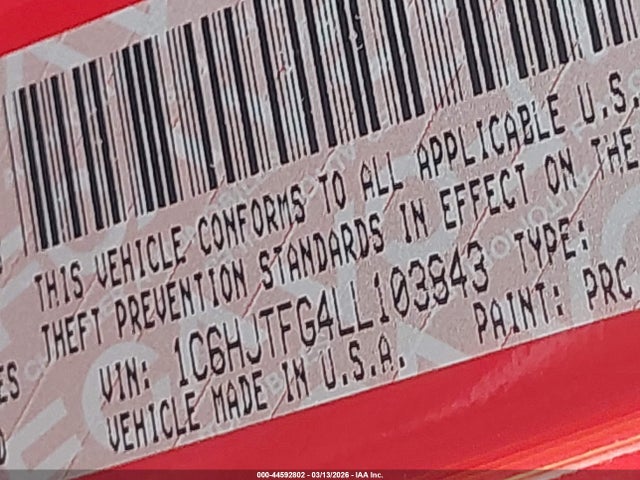 THIS VEHICLE CONFORMS TO ALL APPLICABLE U.S.
THEFT PREVENTION STANDARDS IN EFFECT ON THE
VIN: 1C6HJTFG4LL103843 TYPE:
VEHICLE MADE IN U.S.A. PAINT: PRC
ES
000-44592802 - 03/13/2026 - IAA Inc.